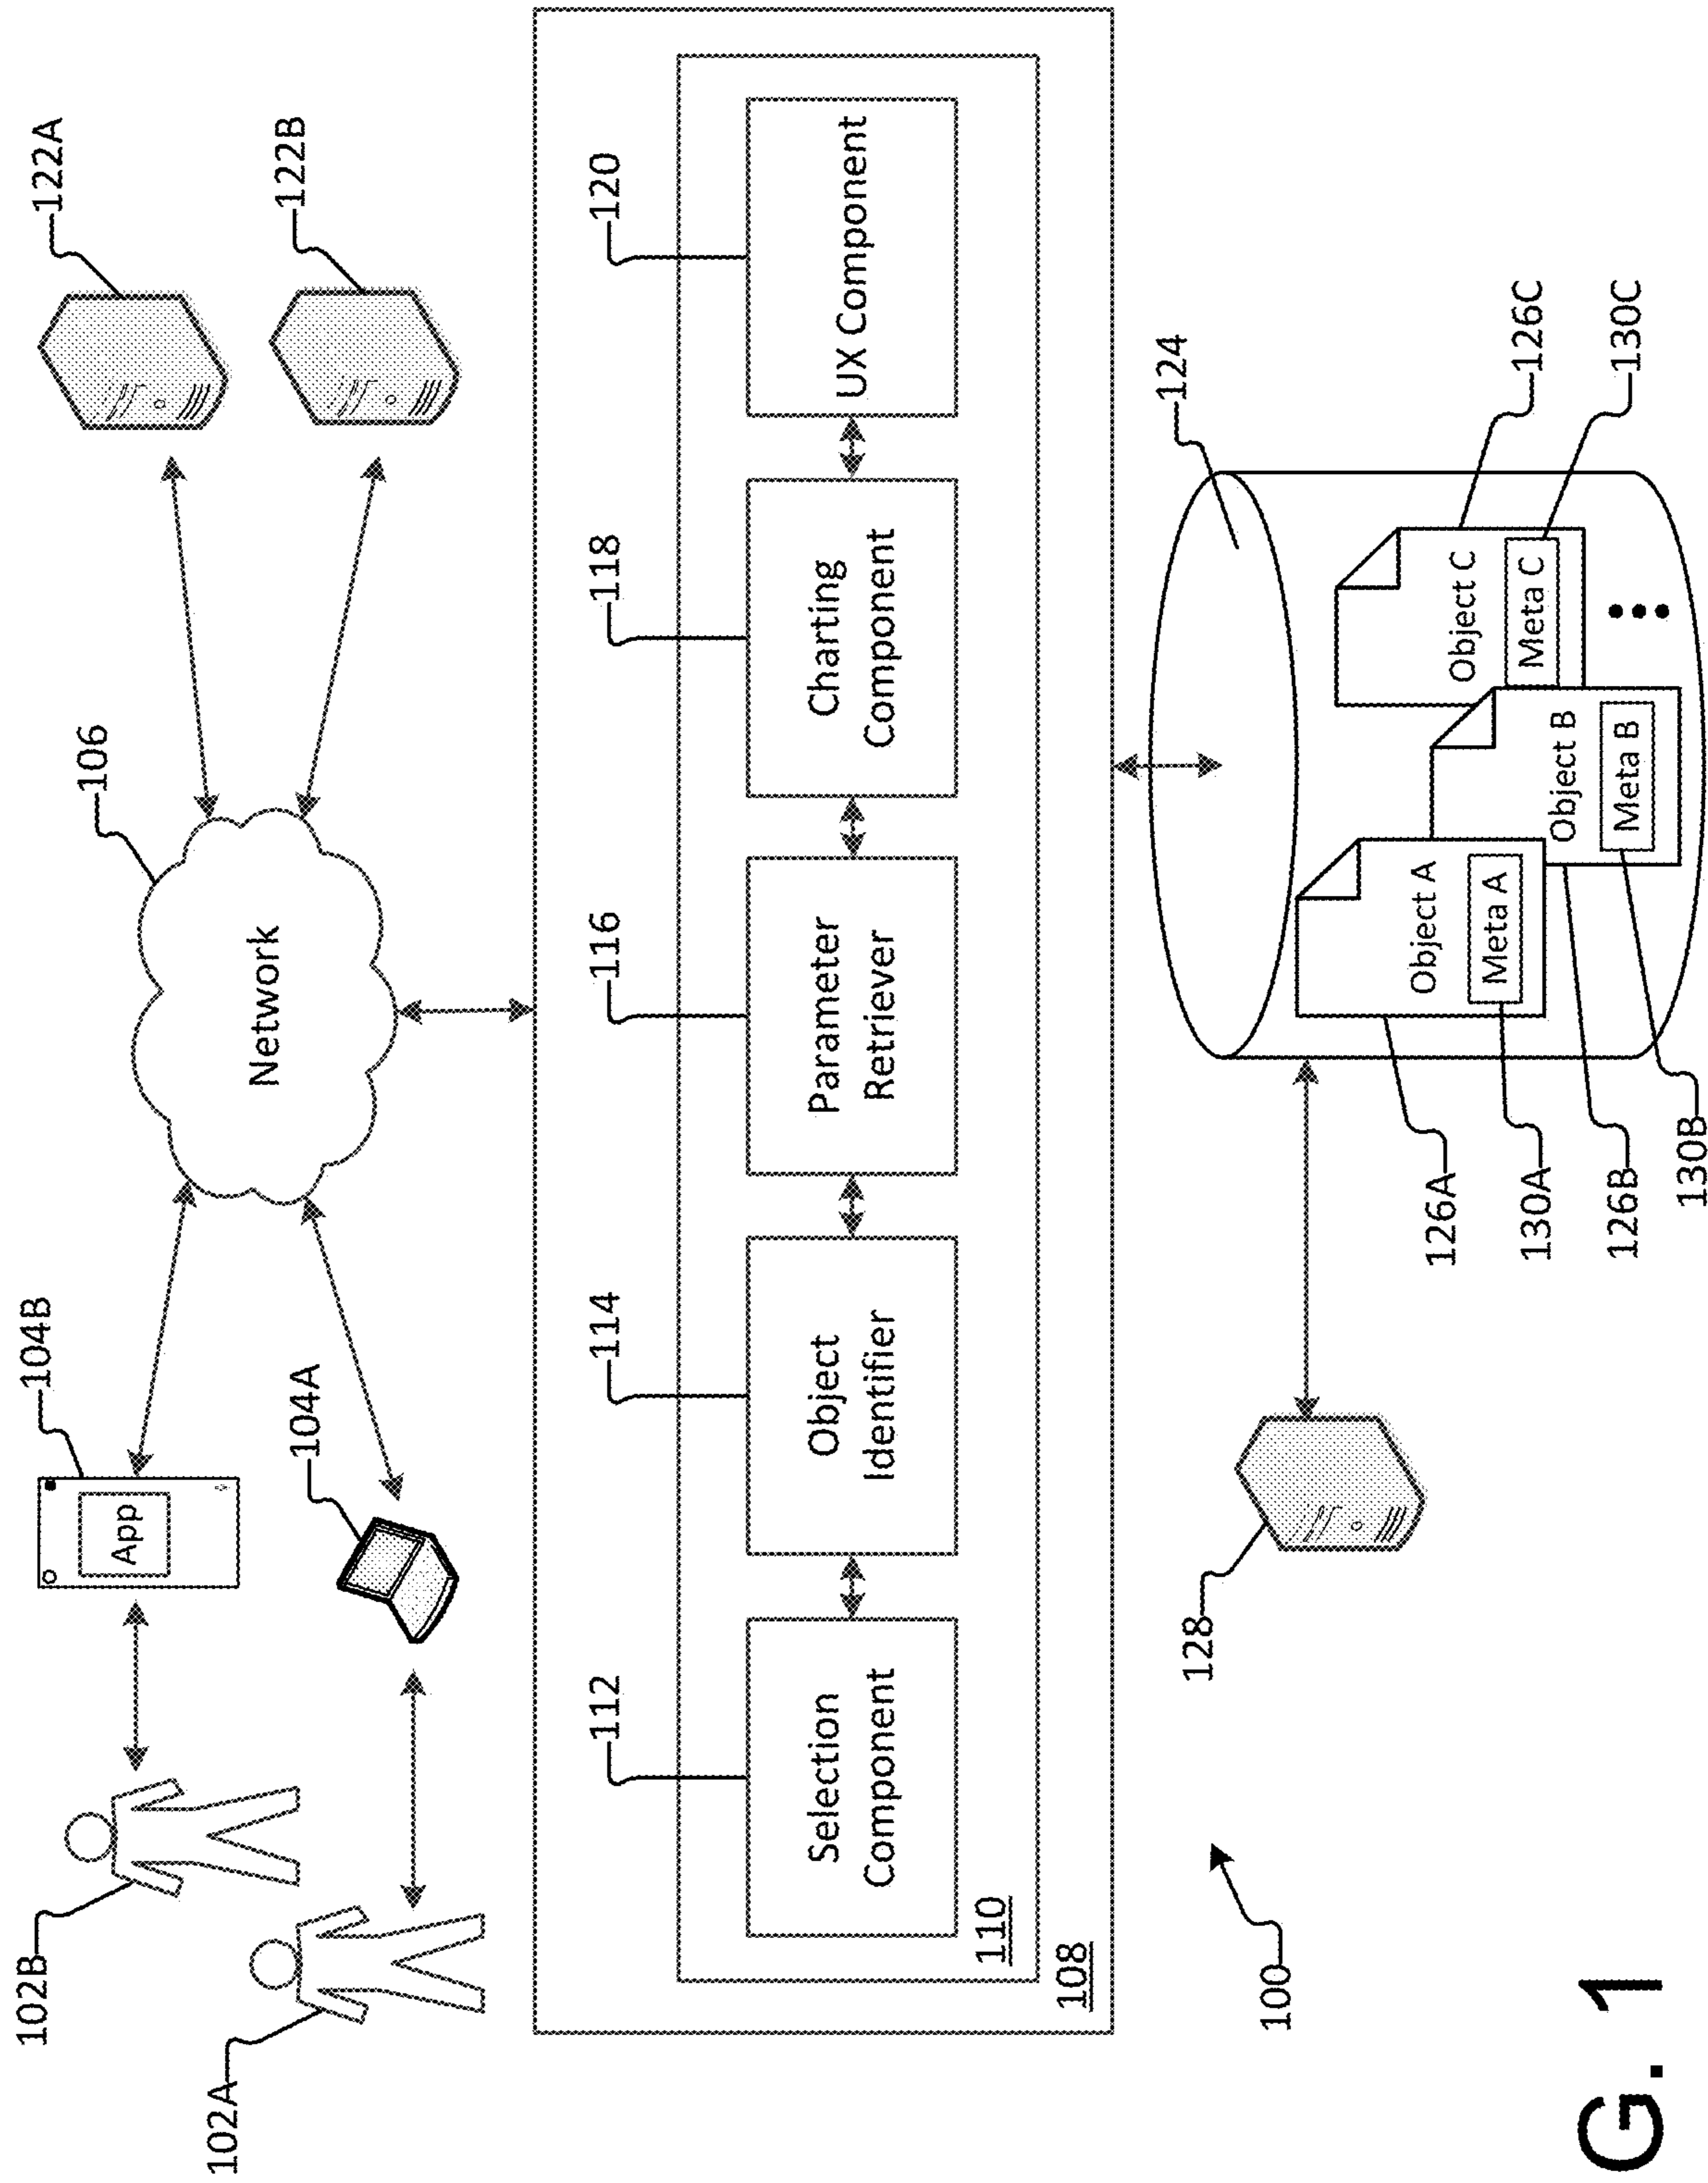 102B
104B
App
106
122A
102A
104A
Network
122B
112
114
116
118
120
Selection
Component
Object
Identifier
Parameter
Retriever
Charting
Component
UX Component
110
108
100
128
124
126A
130A
126B
130B
Object A
Meta A
Object B
Meta B
Object C
Meta C
126C
130C
G. 1